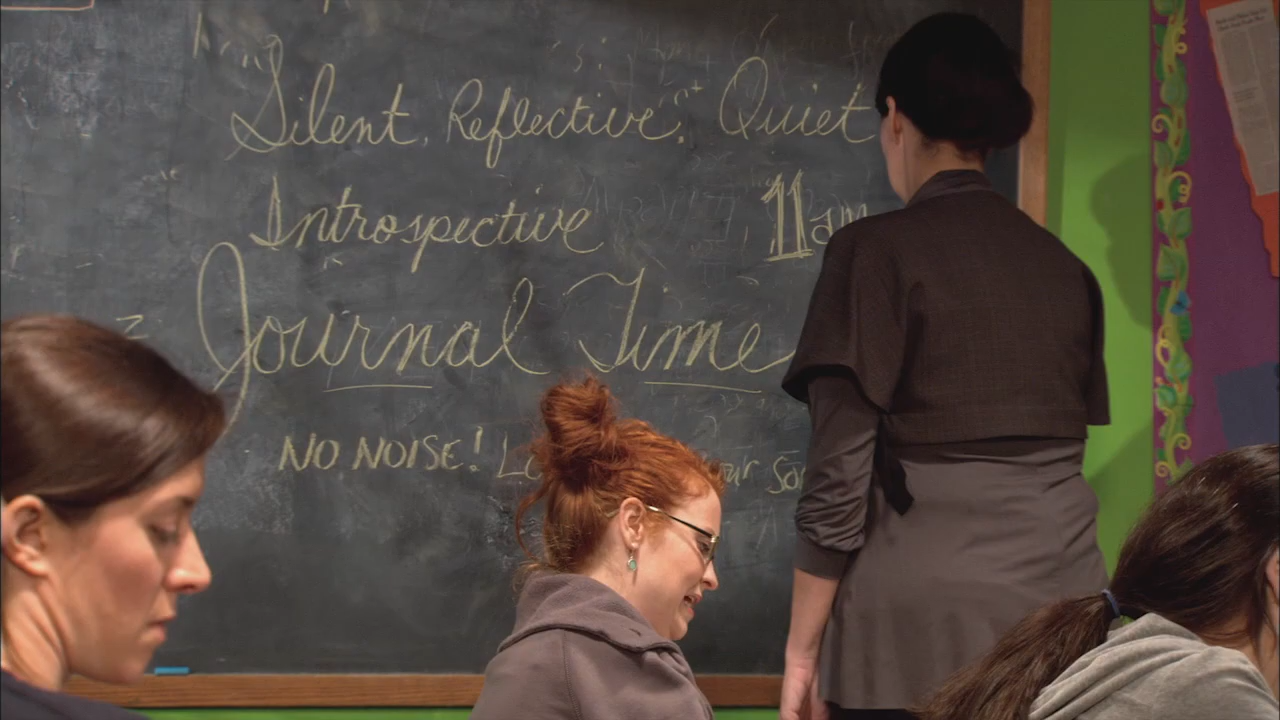 Silent, Reflective, Quiet
Introspective 11am
Journal Time
NO NOISE!